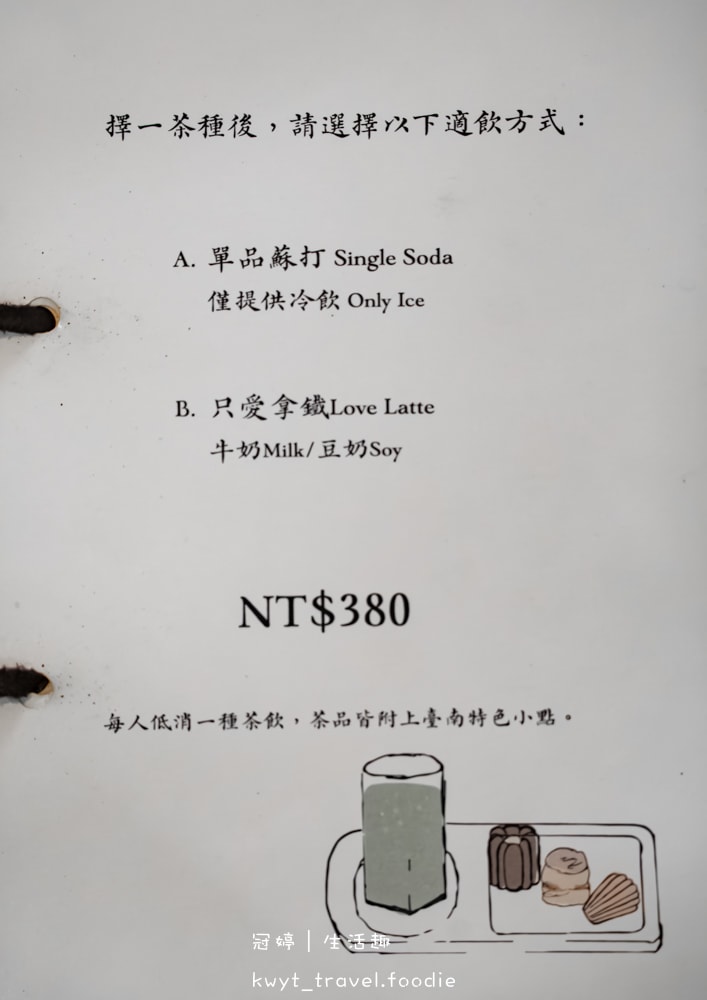 擇一茶種後，請選擇以下適飲方式：
A. 單品蘇打 Single Soda
僅提供冷飲 Only Ice
B. 只愛拿鐵Love Latte
牛奶Milk/豆奶Soy
NT$380
每人低消一種茶飲，茶品皆附上臺南特色小點。
冠婷｜生活趣
kwyt_travel.foodie